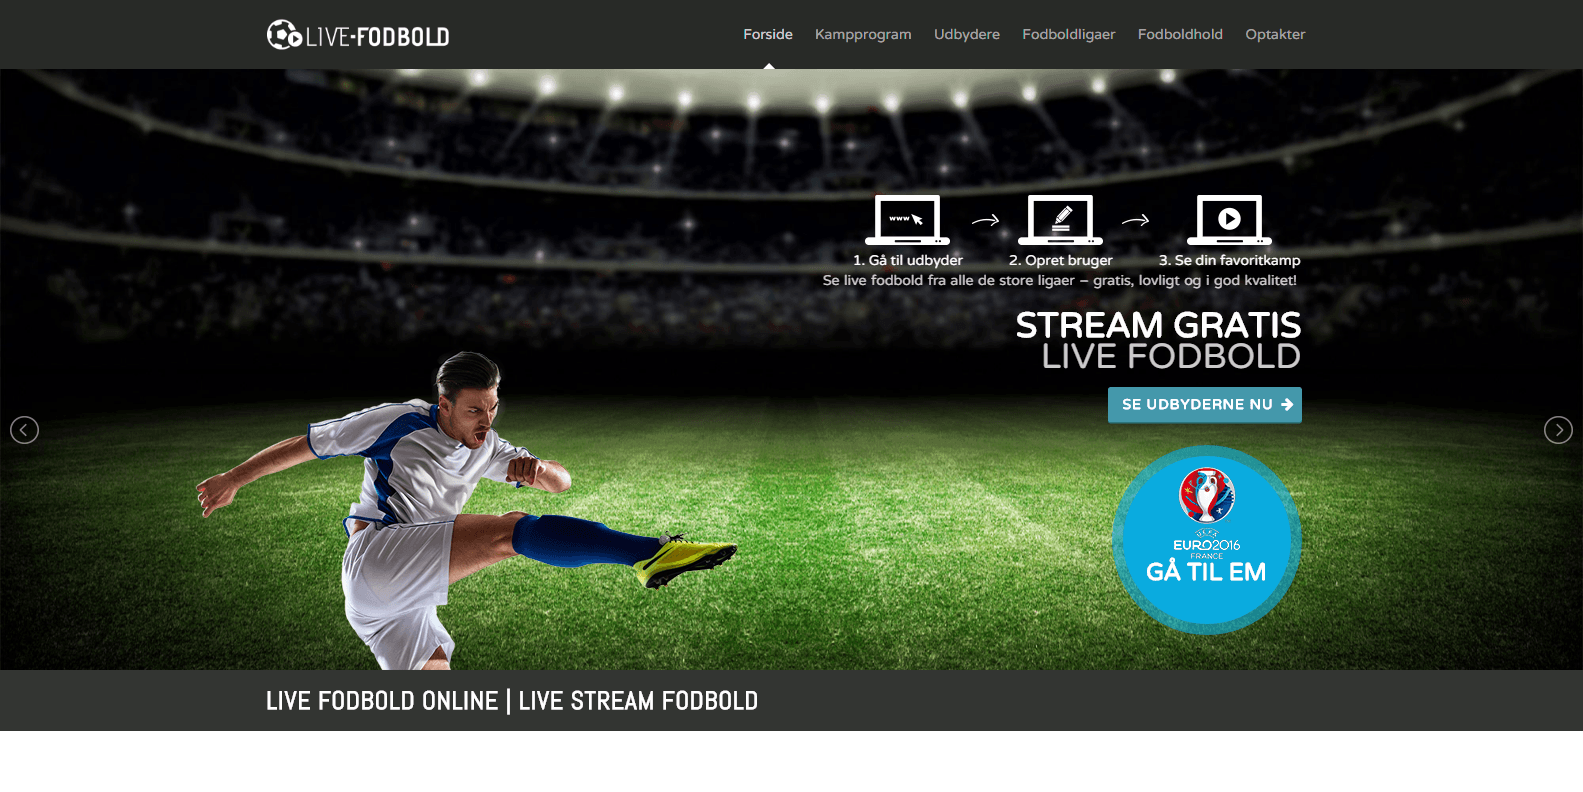 LIVE-FODBOLD
Forside Kampprogram Udbydere Fodboldligaer Fodboldhold Optakter
www
1. Gå til udbyder 2. Opret bruger 3. Se din favoritkamp
Se live fodbold fra alle de store ligaer – gratis, lovligt og i god kvalitet!
STREAM GRATIS
LIVE FODBOLD
SE UDBYDERNE NU
UEFA
EURO2016
FRANCE
GÅ TIL EM
LIVE FODBOLD ONLINE | LIVE STREAM FODBOLD